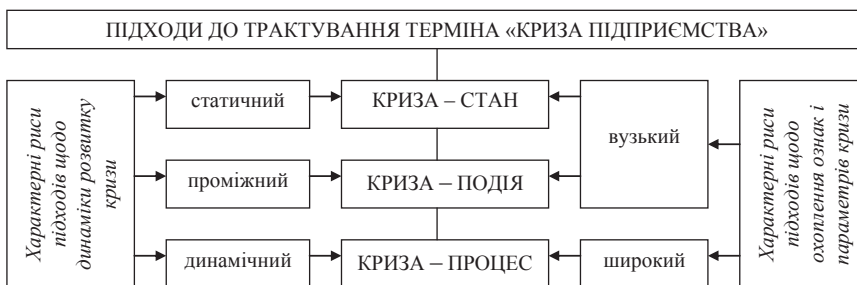 ПІДХОДИ ДО ТРАКТУВАННЯ ТЕРМІНА «КРИЗА ПІДПРИЄМСТВА»
Характерні риси
підходів щодо
динаміки розвитку
кризи
статичний
КРИЗА – СТАН
проміжний
КРИЗА – ПОДІЯ
динамічний
КРИЗА – ПРОЦЕС
вузький
широкий
Характерні риси
підходів щодо
охоплення ознак і
параметрів кризи